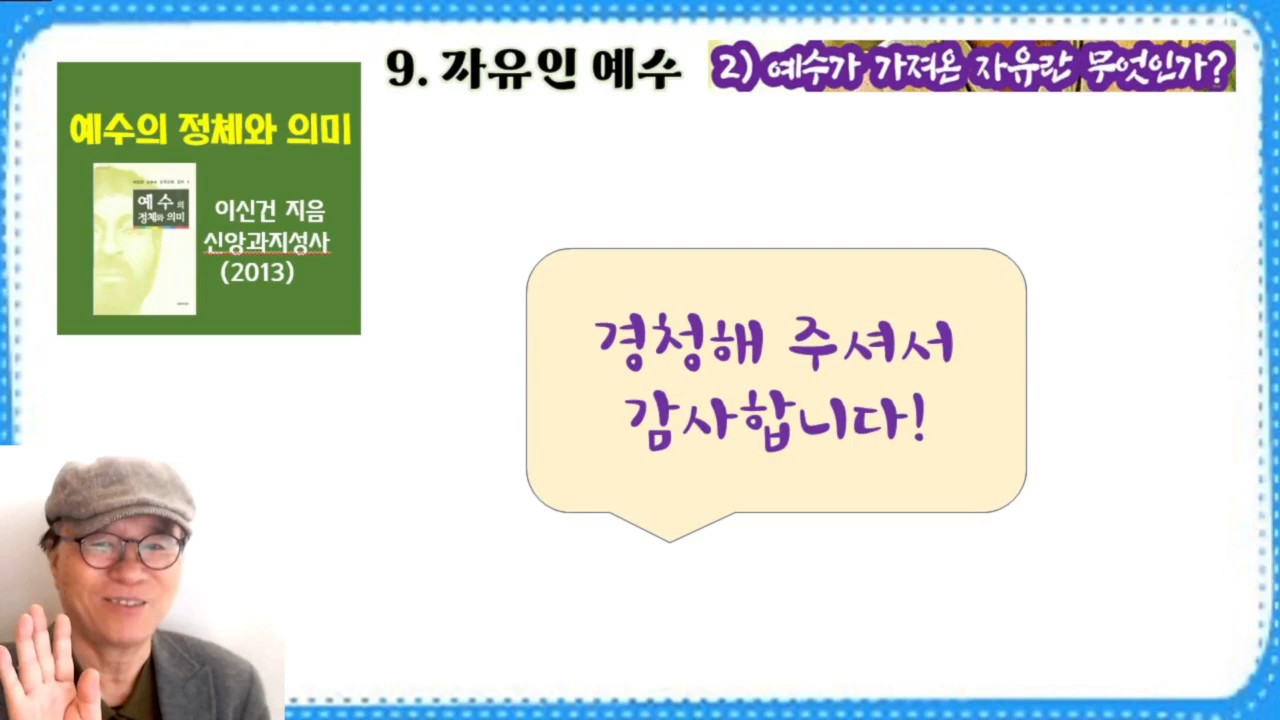 9. 자유인 예수
2) 예수가 가져온 자유란 무엇인가?
예수의 정체와 의미
예수의
정체와 의미
이신건 지음
신앙과지성사
(2013)
경청해 주셔서
감사합니다!